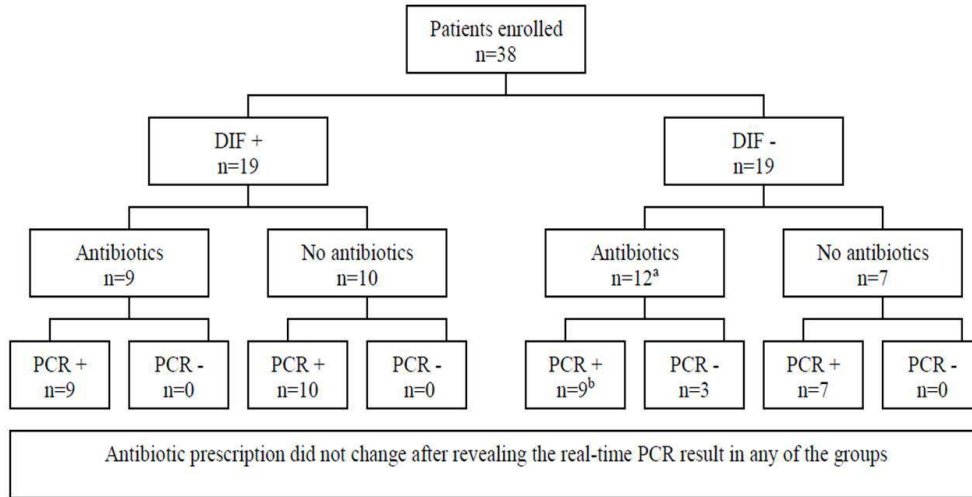 Patients enrolled
n=38
DIF +
n=19
DIF -
n=19
Antibiotics
n=9
No antibiotics
n=10
Antibiotics
n=12ᵃ
No antibiotics
n=7
PCR +
n=9
PCR -
n=0
PCR +
n=10
PCR -
n=0
PCR +
n=9ᵇ
PCR -
n=3
PCR +
n=7
PCR -
n=0
Antibiotic prescription did not change after revealing the real-time PCR result in any of the groups